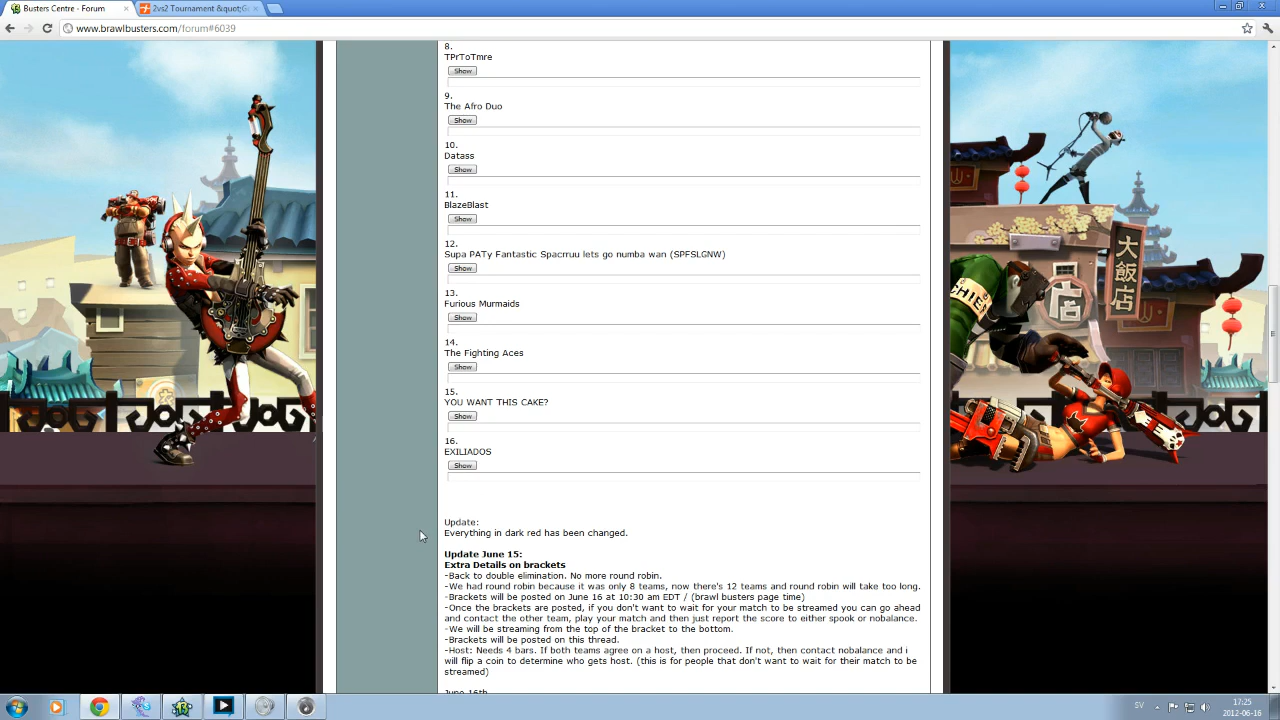 Busters Centre - Forum
2vs2 Tournament &quot;G
www.brawlbusters.com/forum#6039
8.
TPrToTmre
Show
9.
The Afro Duo
Show
10.
Datass
Show
11.
BlazeBlast
Show
12.
Supa PATy Fantastic Spacrruu lets go numba wan (SPFSLGNW)
Show
13.
Furious Murmaids
Show
14.
The Fighting Aces
Show
15.
YOU WANT THIS CAKE?
Show
16.
EXILIADOS
Show
Update:
Everything in dark red has been changed.
Update June 15:
Extra Details on brackets
-Back to double elimination. No more round robin.
-We had round robin because it was only 8 teams, now there's 12 teams and round robin will take too long.
-Brackets will be posted on June 16 at 10:30 am EDT / (brawl busters page time)
-Once the brackets are posted, if you don't want to wait for your match to be streamed you can go ahead
and contact the other team, play your match and then just report the score to either spook or nobalance.
-We will be streaming from the top of the bracket to the bottom.
-Brackets will be posted on this thread.
-Host: Needs 4 bars. If both teams agree on a host, then proceed. If not, then contact nobalance and i
will flip a coin to determine who gets host. (this is for people that don't want to wait for their match to be
streamed)
June 16th
CHIEF
大飯店
店
SV
17:25
2012-06-16